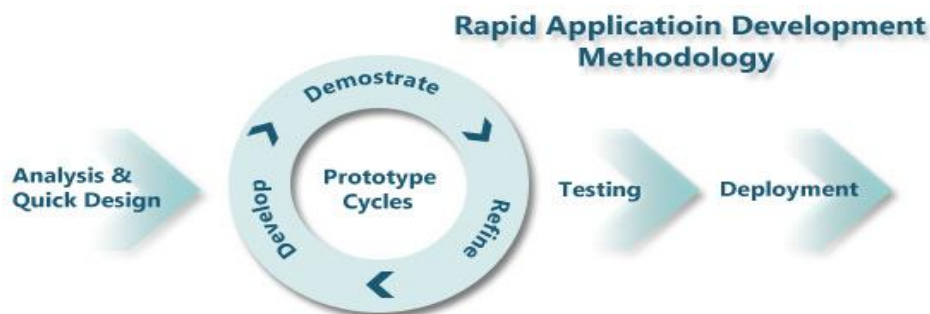 Rapid Applicatioin Development
Methodology
Demostrate
Analysis &
Quick Design
Prototype
Cycles
Develop
Refine
Testing
Deployment